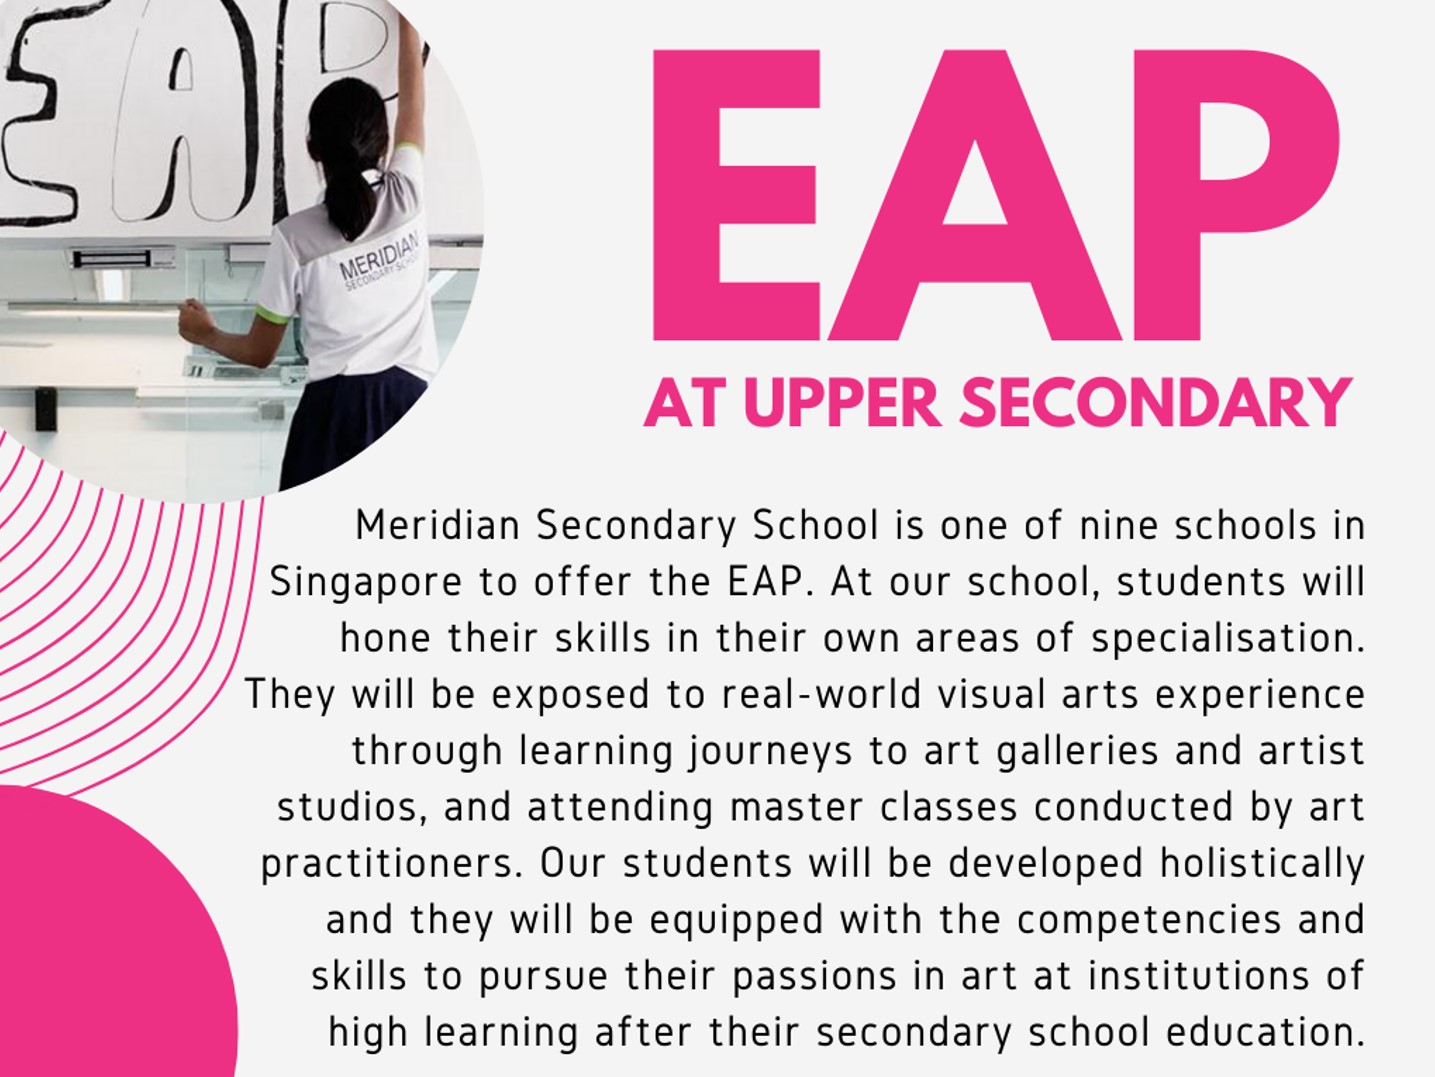 EAP
EAP
AT UPPER SECONDARY
MERIDIAN
SECONDARY SCHOOL
Meridian Secondary School is one of nine schools in
Singapore to offer the EAP. At our school, students will
hone their skills in their own areas of specialisation.
They will be exposed to real-world visual arts experience
through learning journeys to art galleries and artist
studios, and attending master classes conducted by art
practitioners. Our students will be developed holistically
and they will be equipped with the competencies and
skills to pursue their passions in art at institutions of
high learning after their secondary school education.